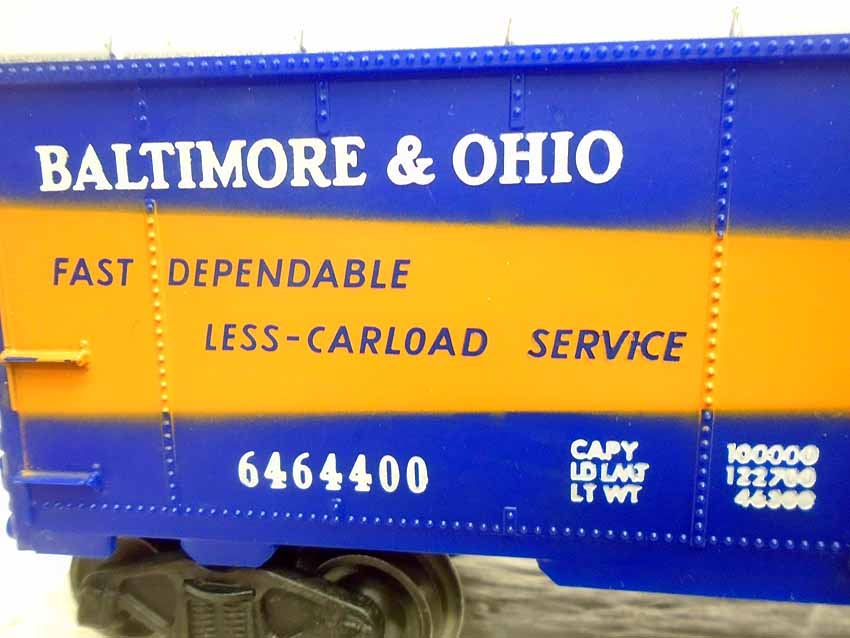 BALTIMORE & OHIO
FAST DEPENDABLE
LESS-CARLOAD SERVICE
6464400
CAPY 100000
LD LMT 122700
LT WT 46300